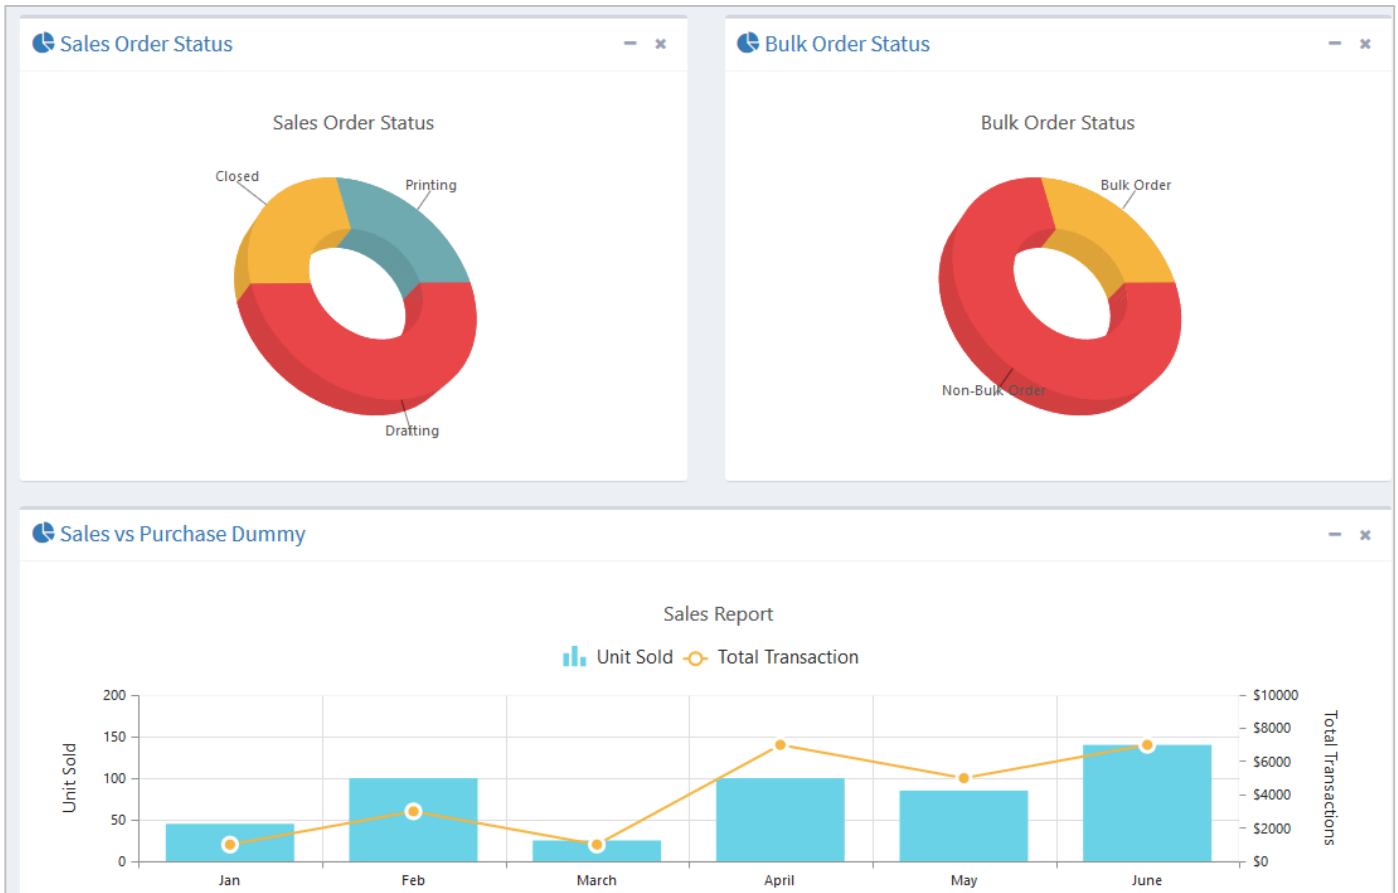 Sales Order Status
Bulk Order Status
Sales Order Status
Closed
Printing
Drafting
Bulk Order Status
Bulk Order
Non-Bulk Order
Sales vs Purchase Dummy
Sales Report
Unit Sold
Total Transaction
Unit Sold
200
150
100
50
0
$10000
$8000
$6000
$4000
$2000
$0
Total Transactions
Jan
Feb
March
April
May
June